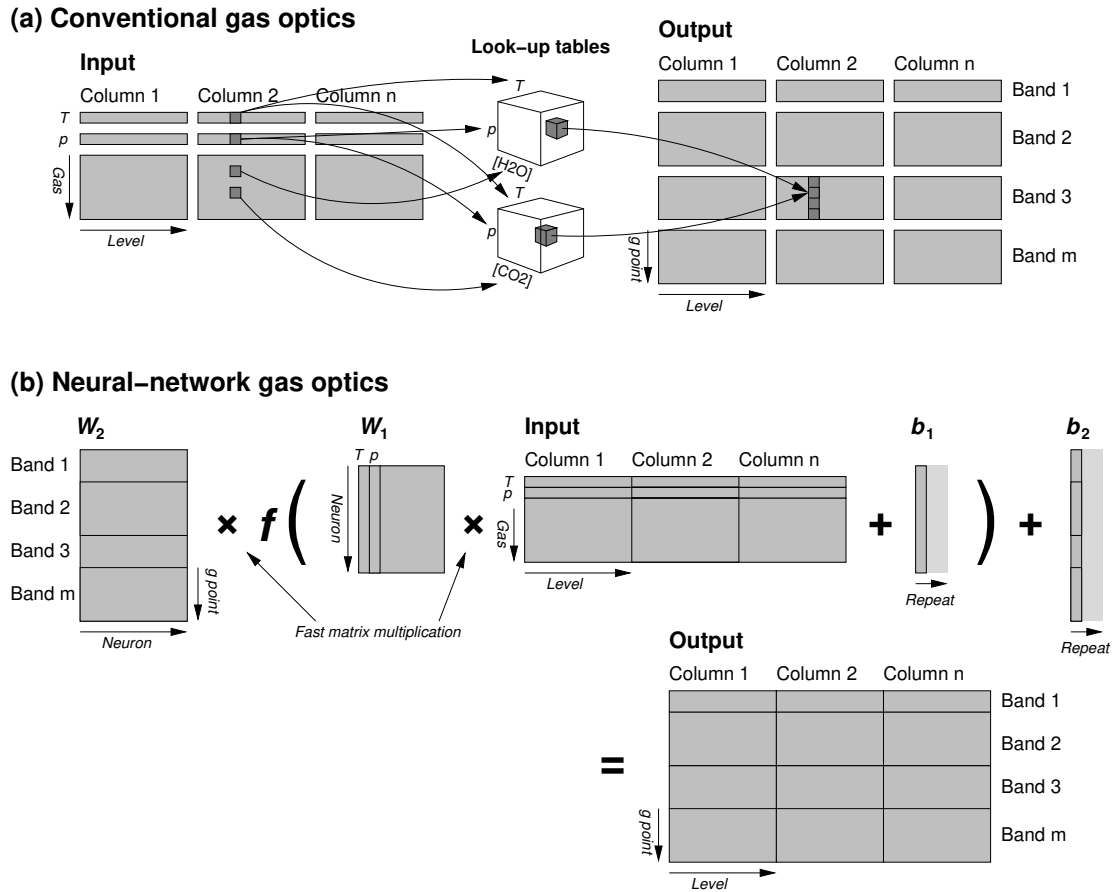 (a) Conventional gas optics
Input
Look-up tables
Output
Column 1 Column 2 Column n
T
p
Gas
Level
T
p
[H2O]
T
p
[CO2]
Column 1 Column 2 Column n
Band 1
Band 2
Band 3
Band m
g point
Level
(b) Neural-network gas optics
W2
Band 1
Band 2
Band 3
Band m
g point
Neuron
× f (
W1
T p
Neuron
×
Fast matrix multiplication
Input
Column 1 Column 2 Column n
T
p
Gas
Level
+
b1
Repeat
) +
b2
Repeat
=
Output
Column 1 Column 2 Column n
Band 1
Band 2
Band 3
Band m
g point
Level